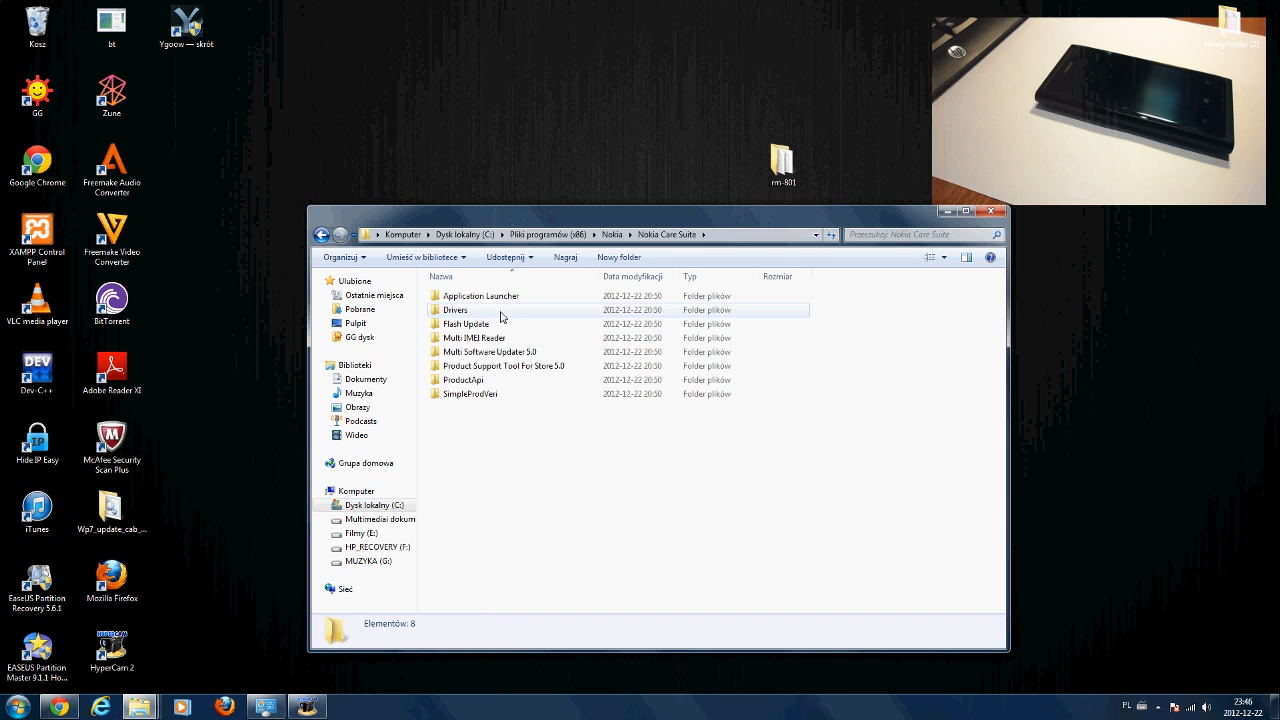 Kosz
bt
Ygoow — skrót
Nowy folder (2)
GG
Zune
Google Chrome
Freemake Audio
Converter
rm-801
XAMPP Control
Panel
Freemake Video
Converter
VLC media player
BitTorrent
DEV
C++
Dev-C++
Adobe Reader XI
IP
Hide IP Easy
McAfee Security
Scan Plus
iTunes
Wp7_update_cab_...
EaseUS Partition
Recovery 5.6.1
Mozilla Firefox
EASEUS Partition
Master 9.1.1 Ho...
HYPERCAM
HyperCam 2
Komputer
Dysk lokalny (C:)
Pliki programów (x86)
Nokia
Nokia Care Suite
Przeszukaj: Nokia Care Suite
Organizuj
Umieść w bibliotece
Udostępnij
Nagraj
Nowy folder
Ulubione
Ostatnie miejsca
Pobrane
Pulpit
GG dysk
Biblioteki
Dokumenty
Muzyka
Obrazy
Podcasts
Wideo
Grupa domowa
Komputer
Dysk lokalny (C:)
Multimediai dokum
Filmy (E:)
HP_RECOVERY (F:)
MUZYKA (G:)
Sieć
Nazwa Data modyfikacji Typ Rozmiar
Application Launcher 2012-12-22 20:50 Folder plików
Drivers 2012-12-22 20:50 Folder plików
Flash Update 2012-12-22 20:50 Folder plików
Multi IMEI Reader 2012-12-22 20:50 Folder plików
Multi Software Updater 5.0 2012-12-22 20:50 Folder plików
Product Support Tool For Store 5.0 2012-12-22 20:50 Folder plików
ProductApi 2012-12-22 20:50 Folder plików
SimpleProdVeri 2012-12-22 20:50 Folder plików
Elementów: 8
PL
23:46
2012-12-22